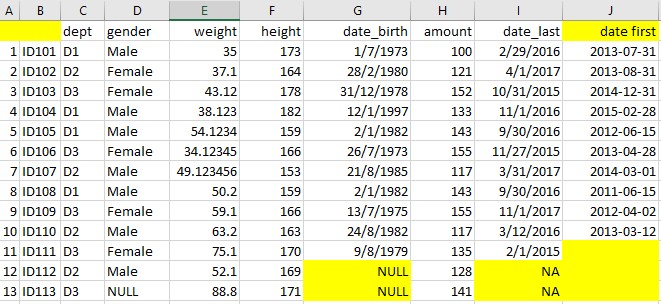 A B C D E F G H I J
dept gender weight height date_birth amount date_last date first
1 ID101 D1 Male 35 173 1/7/1973 100 2/29/2016 2013-07-31
2 ID102 D2 Female 37.1 164 28/2/1980 121 4/1/2017 2013-08-31
3 ID103 D3 Female 43.12 178 31/12/1978 152 10/31/2015 2014-12-31
4 ID104 D1 Male 38.123 182 12/1/1997 133 11/1/2016 2015-02-28
5 ID105 D1 Male 54.1234 159 2/1/1982 143 9/30/2016 2012-06-15
6 ID106 D3 Female 34.12345 166 26/7/1973 155 11/27/2015 2013-04-28
7 ID107 D2 Male 49.123456 153 21/8/1985 117 3/31/2017 2014-03-01
8 ID108 D1 Male 50.2 159 2/1/1982 143 9/30/2016 2011-06-15
9 ID109 D3 Female 59.1 166 13/7/1975 155 11/1/2017 2012-04-02
10 ID110 D2 Male 63.2 163 24/8/1982 117 3/12/2016 2013-03-12
11 ID111 D3 Female 75.1 170 9/8/1979 135 2/1/2015
12 ID112 D2 Male 52.1 169 NULL 128 NA
13 ID113 D3 NULL 88.8 171 NULL 141 NA